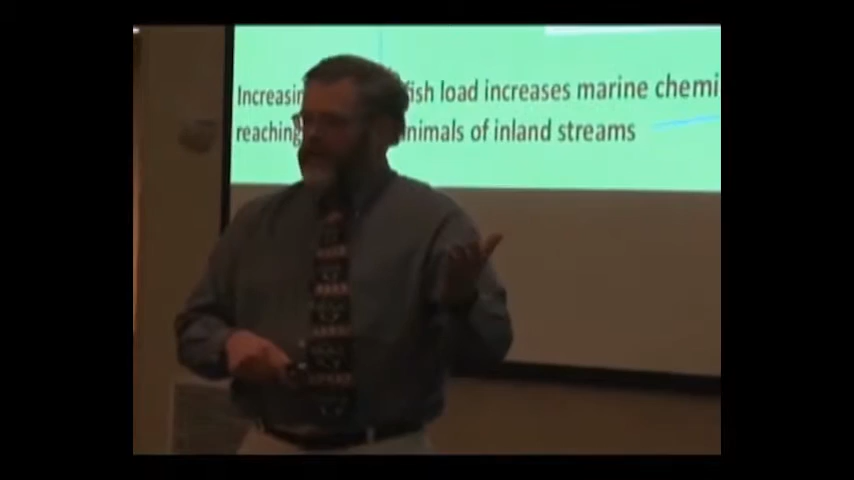 Increasin fish load increases marine chemi
reaching nimals of inland streams